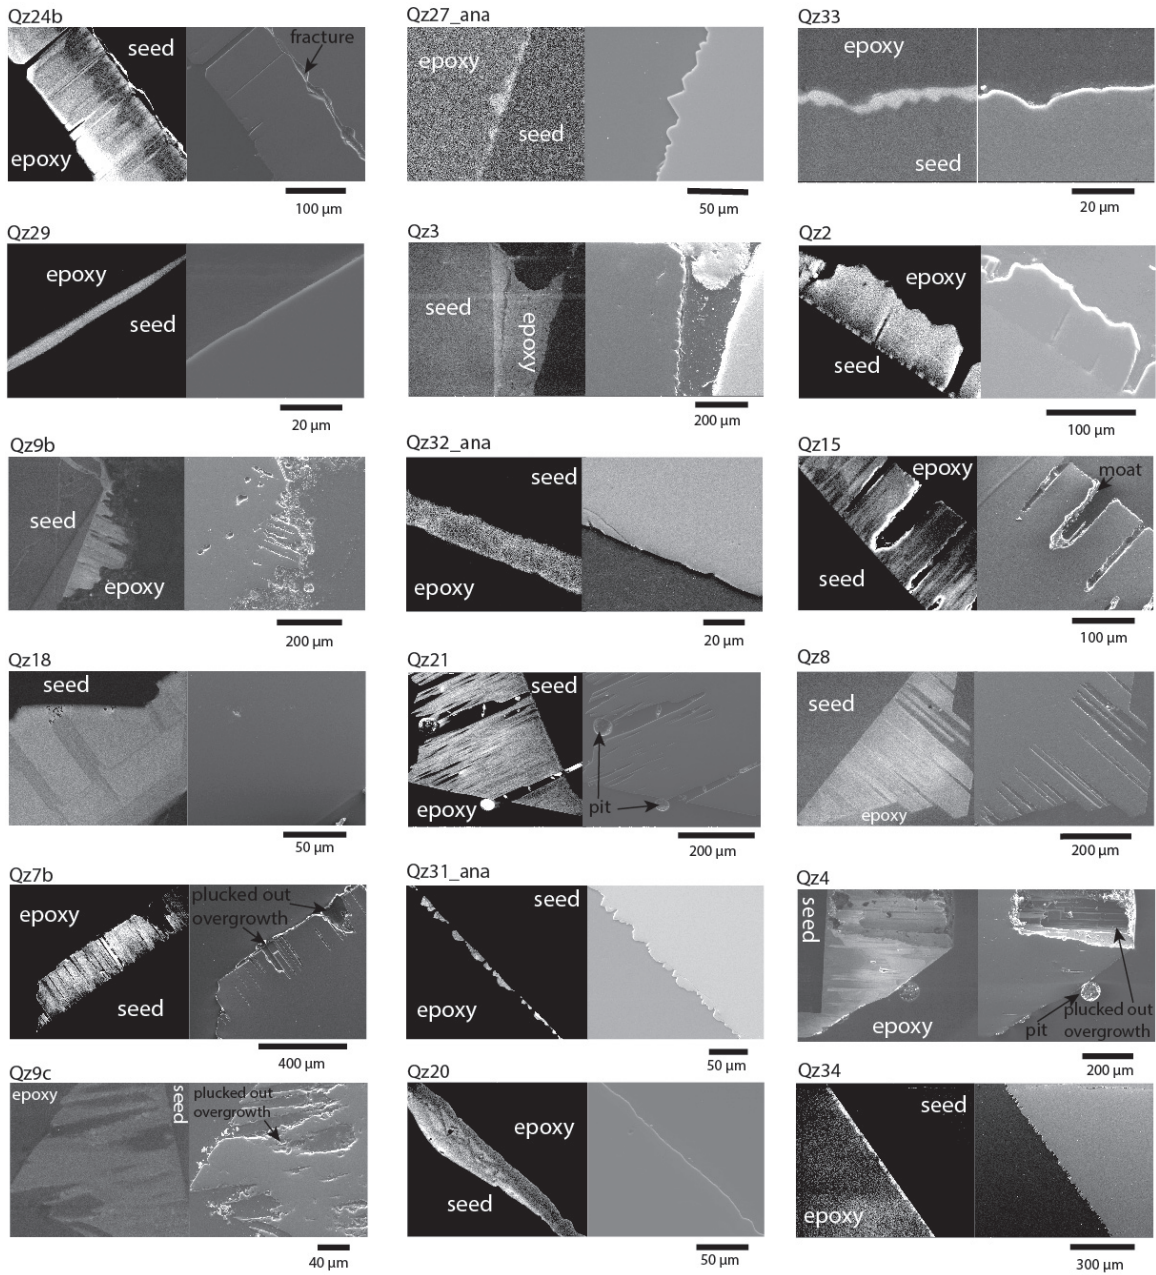 Qz24b
seed
fracture
epoxy
100 µm
Qz27_ana
epoxy
seed
50 µm
Qz33
epoxy
seed
20 µm
Qz29
epoxy
seed
20 µm
Qz3
seed
epoxy
200 µm
Qz2
epoxy
seed
100 µm
Qz9b
seed
epoxy
200 µm
Qz32_ana
seed
epoxy
20 µm
Qz15
epoxy
moat
seed
100 µm
Qz18
seed
50 µm
Qz21
seed
epoxy
pit
200 µm
Qz8
seed
epoxy
200 µm
Qz7b
epoxy
plucked out
overgrowth
seed
400 µm
Qz31_ana
seed
epoxy
50 µm
Qz4
seed
epoxy
pit
plucked out
overgrowth
200 µm
Qz9c
epoxy
seed
plucked out
overgrowth
40 µm
Qz20
epoxy
seed
50 µm
Qz34
seed
epoxy
300 µm